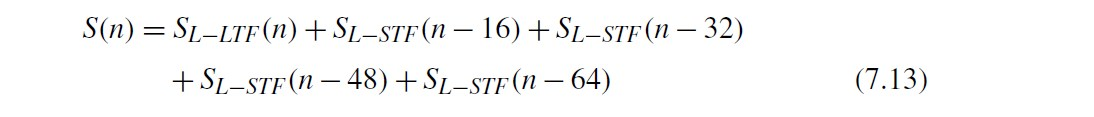 S(n) = S_{L−LTF}(n) + S_{L−STF}(n − 16) + S_{L−STF}(n − 32)
+ S_{L−STF}(n − 48) + S_{L−STF}(n − 64) (7.13)